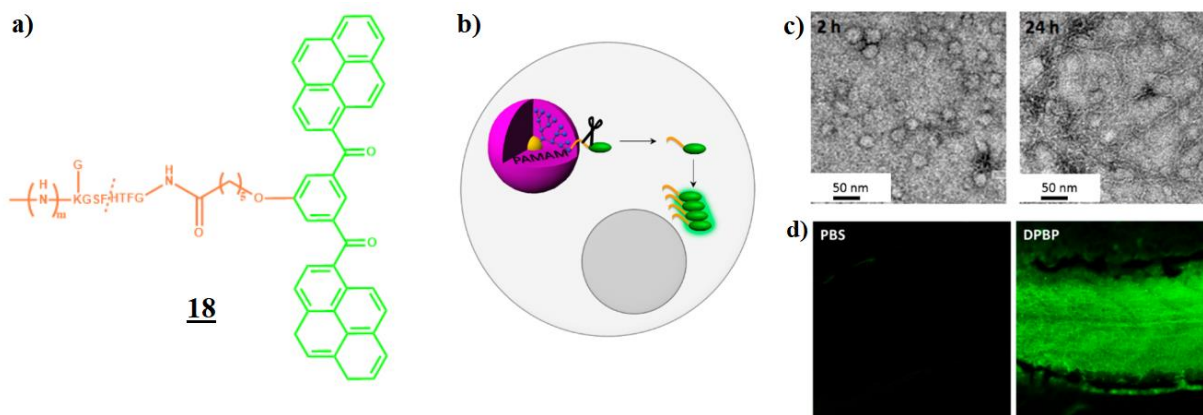 a)
G
H
N
H
( N ) m
KGSF HTFG
O
( ) 5
O
O
O
18
b)
PAMAM
c)
2 h
24 h
50 nm
50 nm
d)
PBS
DPBP